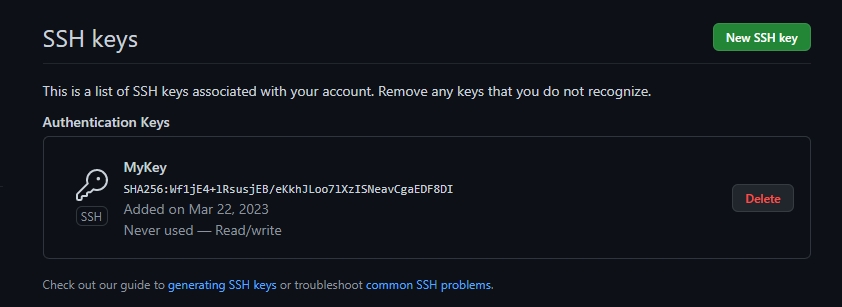 SSH keys
New SSH key
This is a list of SSH keys associated with your account. Remove any keys that you do not recognize.
Authentication Keys
MyKey
SHA256:Wf1jE4+lRsusjEB/eKkhJLoo7lXzISNeavCgaEDF8DI
Added on Mar 22, 2023
Never used — Read/write
SSH
Delete
Check out our guide to generating SSH keys or troubleshoot common SSH problems.